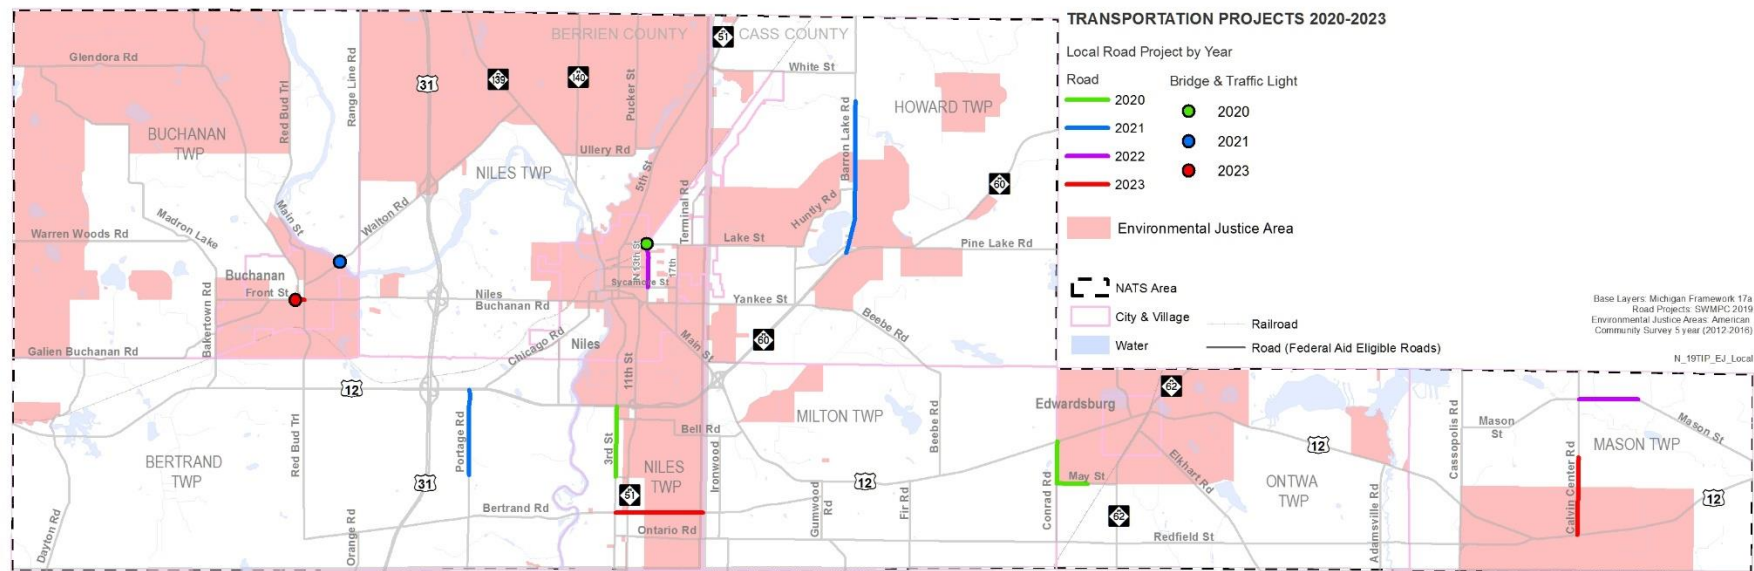 TRANSPORTATION PROJECTS 2020-2023
Local Road Project by Year
Road
Bridge & Traffic Light
2020
2020
2021
2021
2022
2023
2023
Environmental Justice Area
NATS Area
City & Village
Water
Railroad
Road (Federal Aid Eligible Roads)
Base Layers: Michigan Framework 17a
Road Projects: SWMPC 2019
Environmental Justice Areas: American
Community Survey 5 year (2012-2016)
N_19TIP_EJ_Local
BERRIEN COUNTY
51
CASS COUNTY
Glendora Rd
Red Bud Trl
Range Line Rd
31
139
140
Pucker St
White St
HOWARD TWP
BUCHANAN
TWP
NILES TWP
Ullery Rd
5th St
Terminal Rd
Barron Lake Rd
Huntly Rd
60
Madron Lake
Main St
Walton Rd
Warren Woods Rd
Lake St
Pine Lake Rd
N 13th St
17th
Sycamore St
Buchanan
Front St
Bakertown Rd
Niles
Buchanan Rd
Yankee St
Beebe Rd
Galien Buchanan Rd
Chicago Rd
Niles
Main St
60
11th St
12
62
Edwardsburg
MILTON TWP
Beebe Rd
Bell Rd
Portage Rd
3rd St
Red Bud Trl
BERTRAND
TWP
NILES
TWP
Ironwood
Cassopolis Rd
Mason
St
Mason St
MASON TWP
12
Calvin Center Rd
31
51
12
May St
Elkhart Rd
ONTWA
TWP
12
Conrad Rd
62
Gumwood
Rd
Fir Rd
Bertrand Rd
Ontario Rd
Redfield St
Adamsville Rd
Dayton Rd
Orange Rd